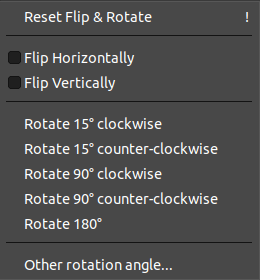 Reset Flip & Rotate !
Flip Horizontally
Flip Vertically
Rotate 15° clockwise
Rotate 15° counter-clockwise
Rotate 90° clockwise
Rotate 90° counter-clockwise
Rotate 180°
Other rotation angle...